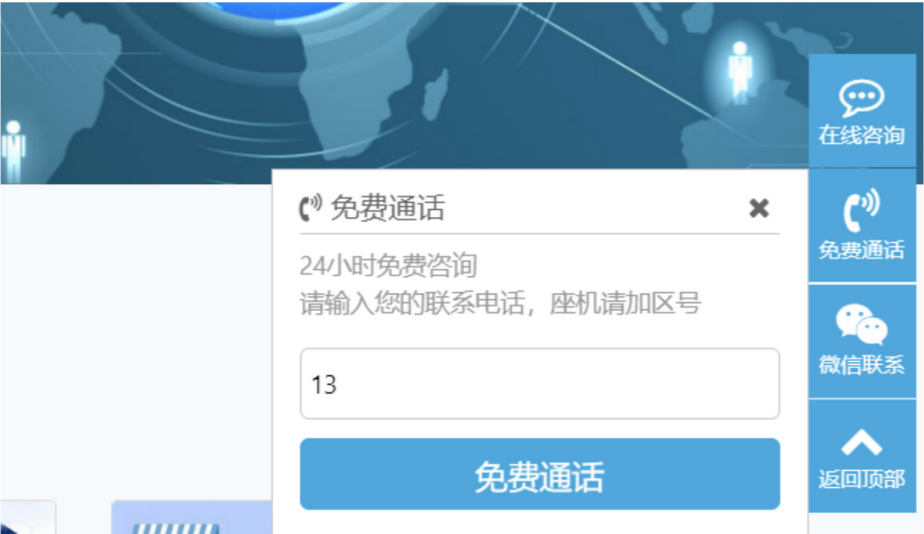 在线咨询
免费通话
24小时免费咨询
请输入您的联系电话，座机请加区号
13
免费通话
免费通话
微信联系
返回顶部